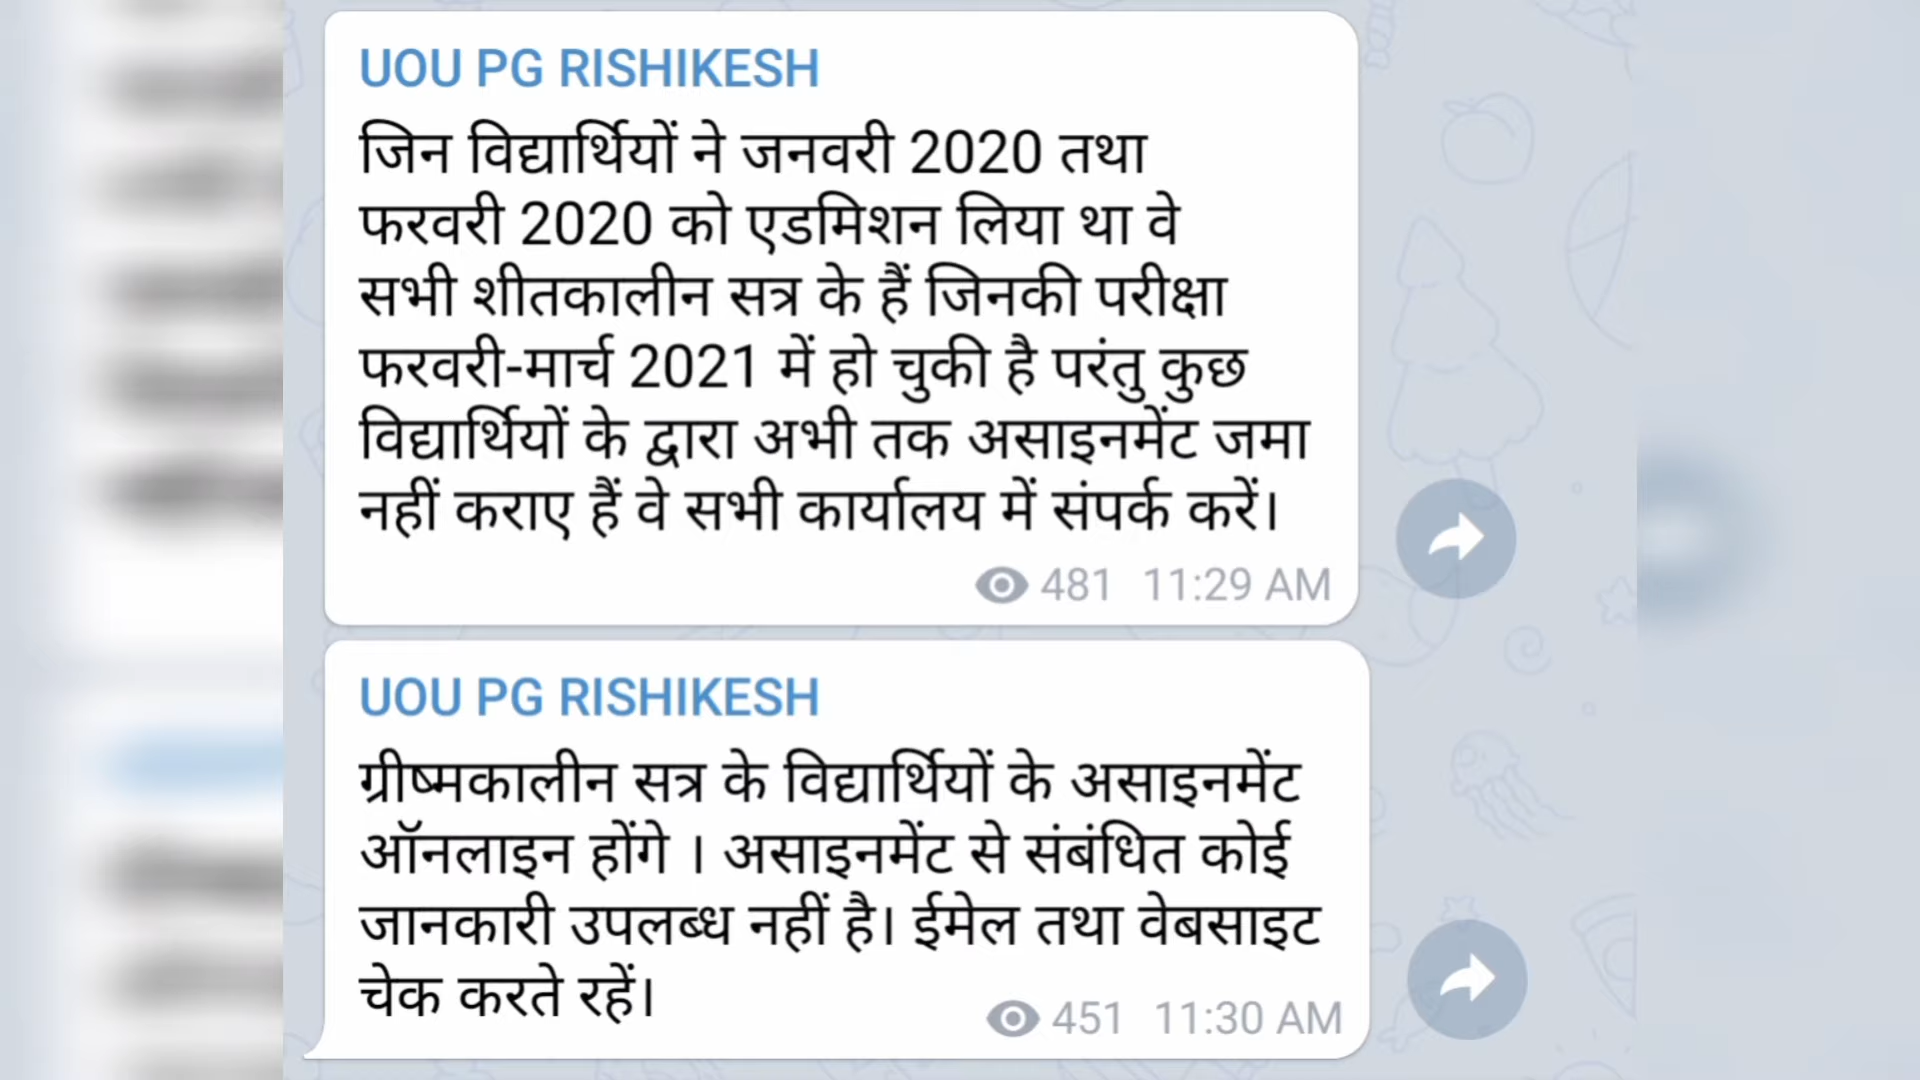 UOU PG RISHIKESH
जिन विद्यार्थियों ने जनवरी 2020 तथा
फरवरी 2020 को एडमिशन लिया था वे
सभी शीतकालीन सत्र के हैं जिनकी परीक्षा
फरवरी-मार्च 2021 में हो चुकी है परंतु कुछ
विद्यार्थियों के द्वारा अभी तक असाइनमेंट जमा
नहीं कराए हैं वे सभी कार्यालय में संपर्क करें।
481 11:29 AM
UOU PG RISHIKESH
ग्रीष्मकालीन सत्र के विद्यार्थियों के असाइनमेंट
ऑनलाइन होंगे । असाइनमेंट से संबंधित कोई
जानकारी उपलब्ध नहीं है। ईमेल तथा वेबसाइट
चेक करते रहें।
451 11:30 AM